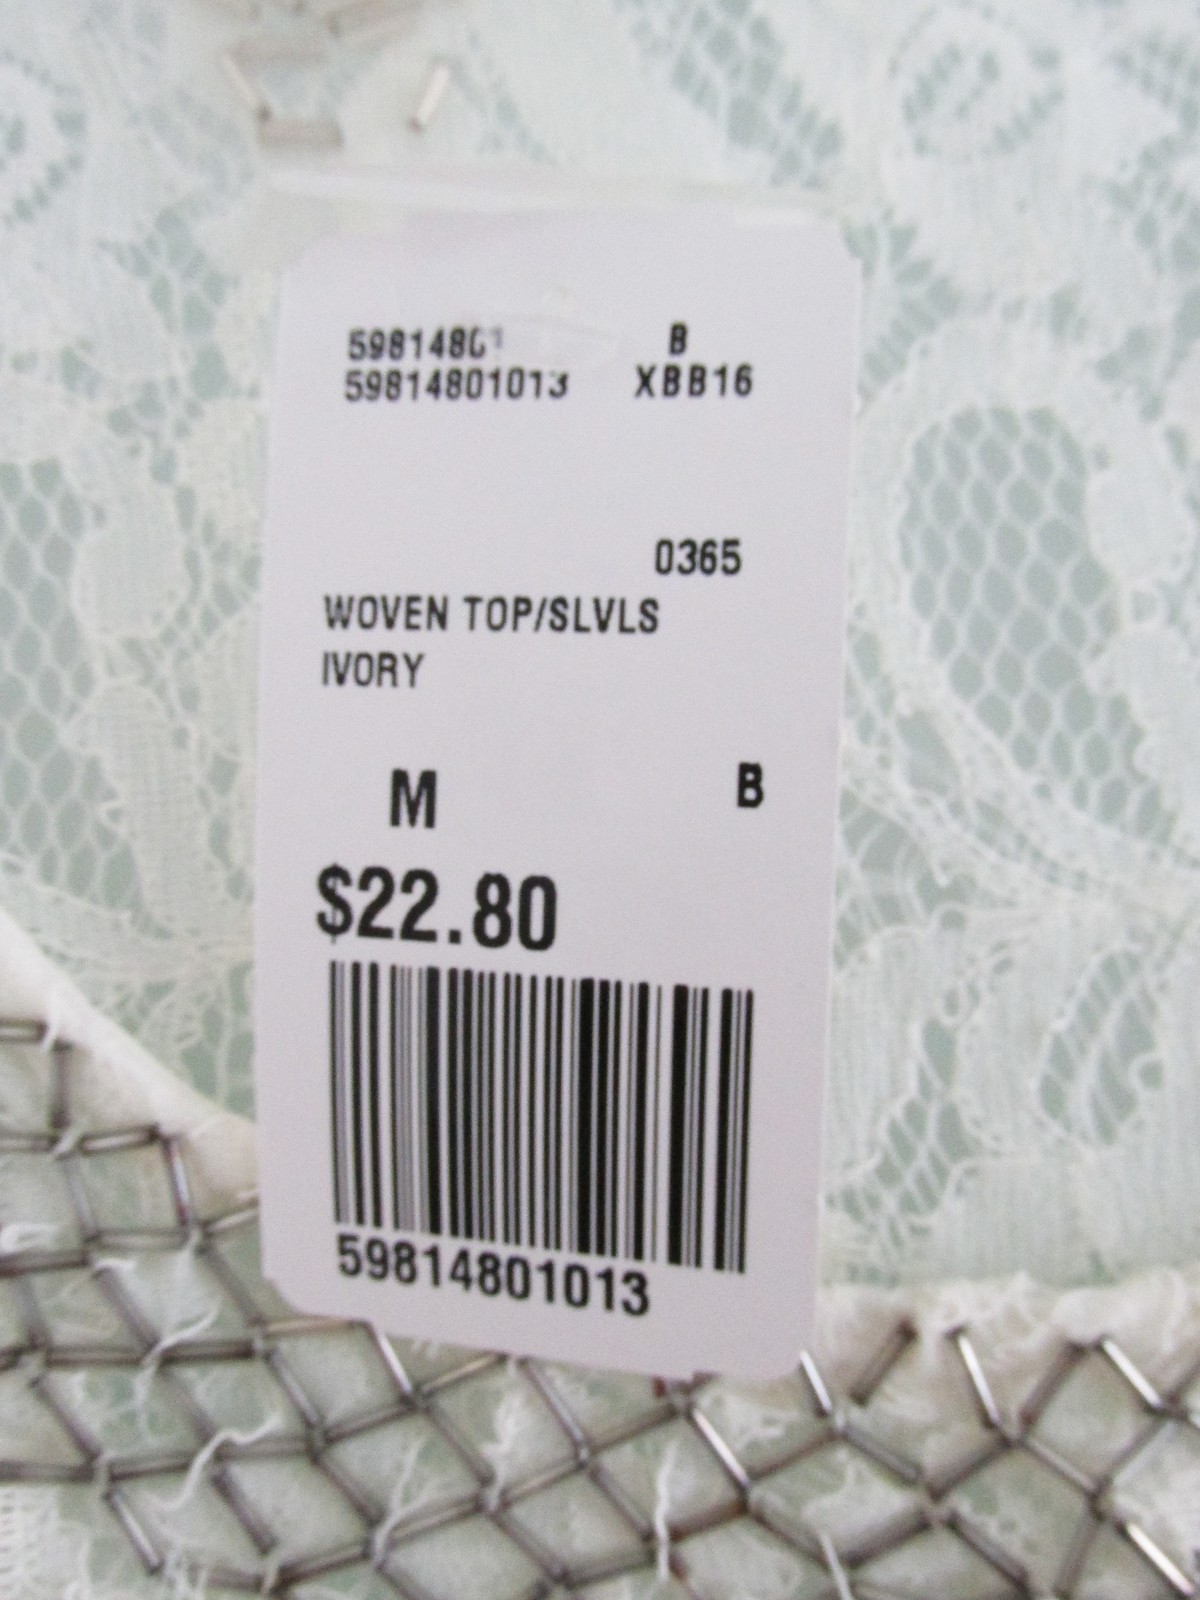 59814801 B
59814801013 XBB16
0365
WOVEN TOP/SLVLS
IVORY
M B
$22.80
59814801013